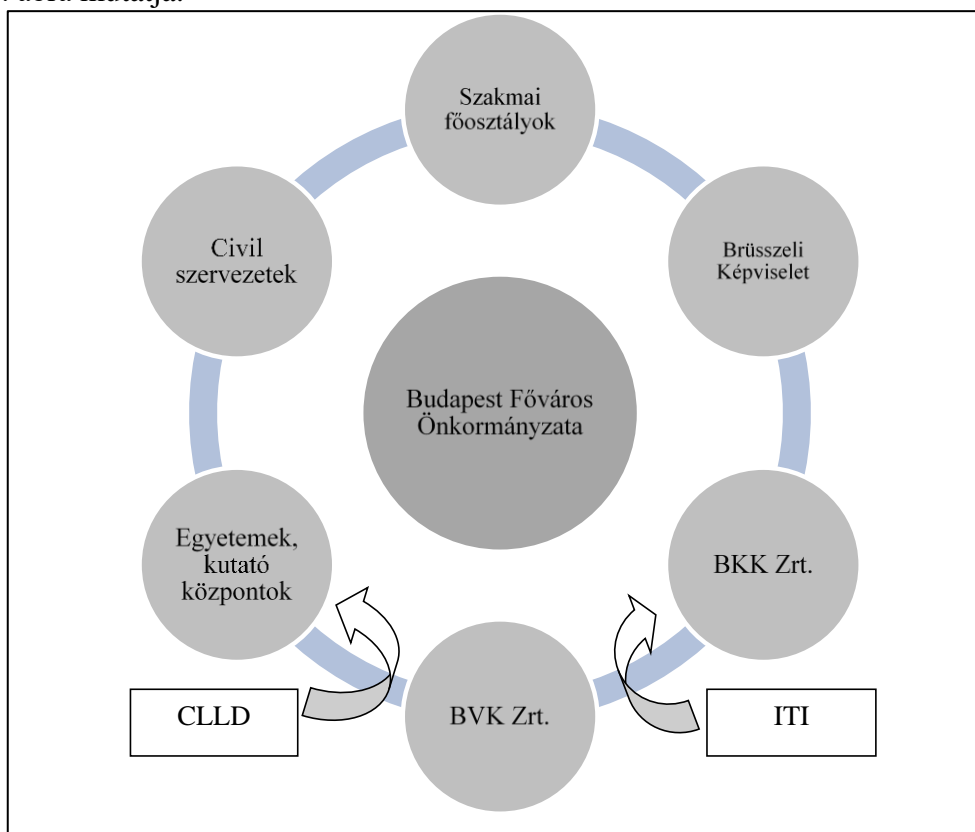 Szakmai
főosztályok
Civil
szervezetek
Brüsszeli
Képviselet
Budapest Főváros
Önkormányzata
Egyetemek,
kutató
központok
BKK Zrt.
CLLD
BVK Zrt.
ITI